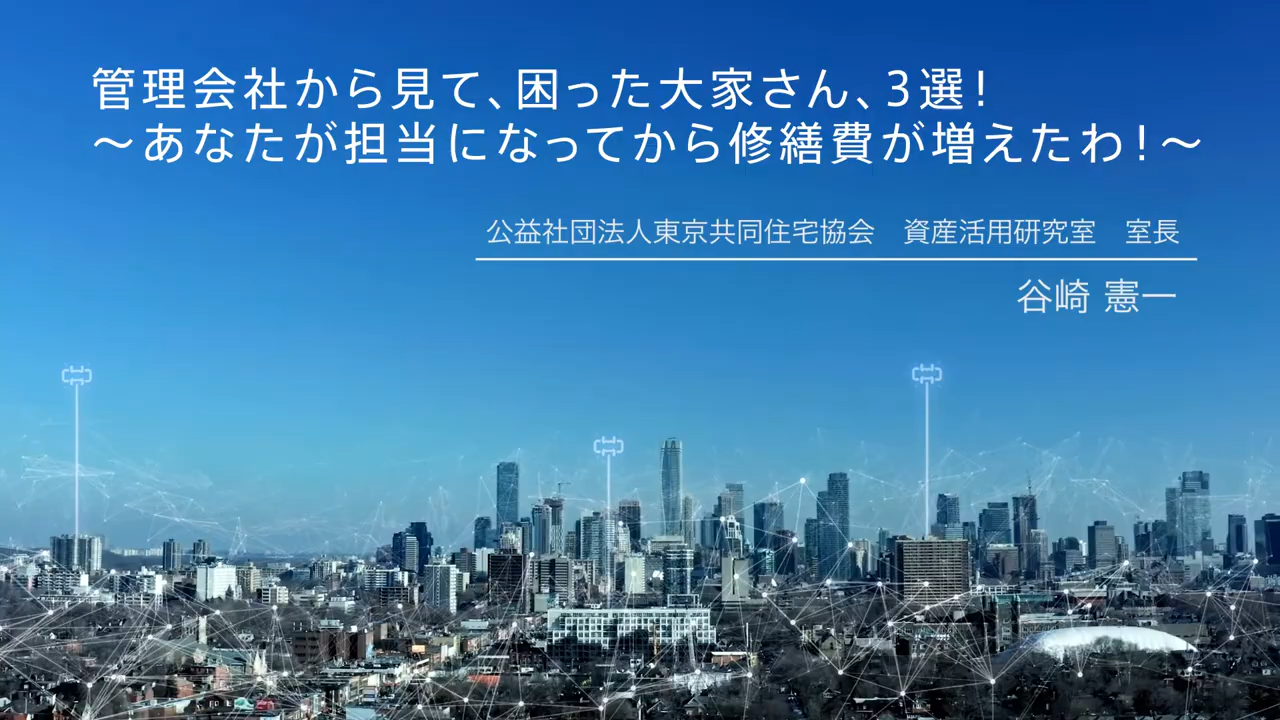 管理会社から見て、困った大家さん、3選！
～あなたが担当になってから修繕費が増えたわ！～
公益社団法人東京共同住宅協会　資産活用研究室　室長
谷崎 憲一